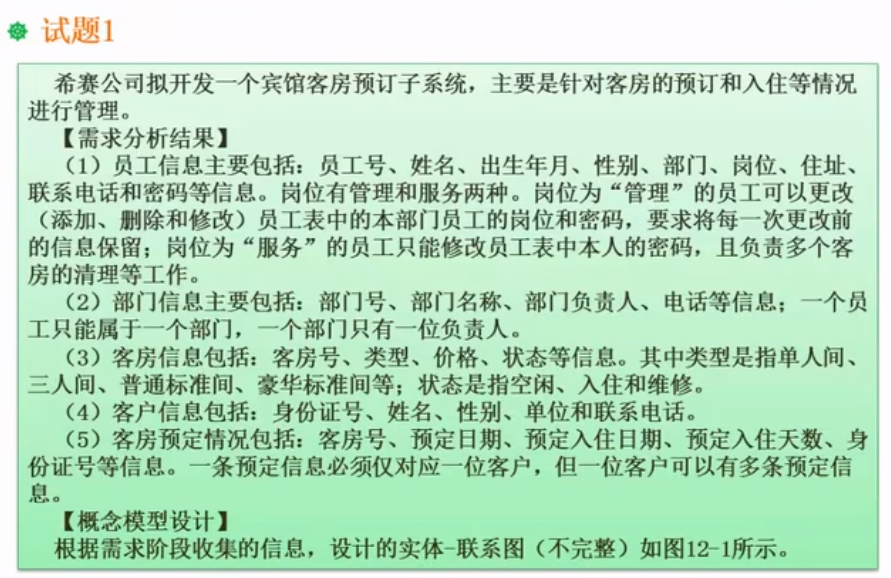 试题1
希赛公司拟开发一个宾馆客房预订子系统，主要是针对客房的预订和入住等情况
进行管理。
【需求分析结果】
（1）员工信息主要包括：员工号、姓名、出生年月、性别、部门、岗位、住址、
联系电话和密码等信息。岗位有管理和服务两种。岗位为“管理”的员工可以更改
（添加、删除和修改）员工表中的本部门员工的岗位和密码，要求将每一次更改前
的信息保留；岗位为“服务”的员工只能修改员工表中本人的密码，且负责多个客
房的清理等工作。
（2）部门信息主要包括：部门号、部门名称、部门负责人、电话等信息；一个员
工只能属于一个部门，一个部门只有一位负责人。
（3）客房信息包括：客房号、类型、价格、状态等信息。其中类型是指单人间、
三人间、普通标准间、豪华标准间等；状态是指空闲、入住和维修。
（4）客户信息包括：身份证号、姓名、性别、单位和联系电话。
（5）客房预定情况包括：客房号、预定日期、预定入住日期、预定入住天数、身
份证号等信息。一条预定信息必须仅对应一位客户，但一位客户可以有多条预定信
息。
【概念模型设计】
根据需求阶段收集的信息，设计的实体-联系图（不完整）如图12-1所示。